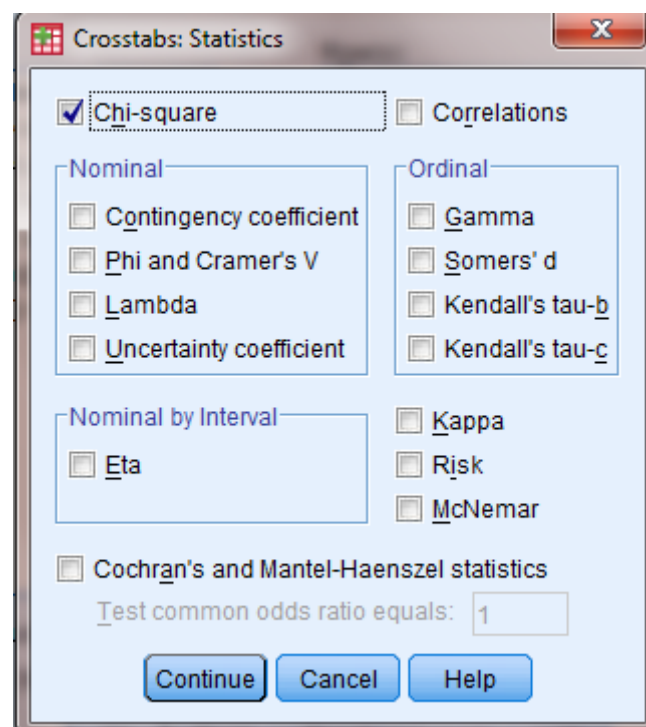 Crosstabs: Statistics
Chi-square
Correlations
Nominal
Contingency coefficient
Phi and Cramer's V
Lambda
Uncertainty coefficient
Ordinal
Gamma
Somers' d
Kendall's tau-b
Kendall's tau-c
Nominal by Interval
Eta
Kappa
Risk
McNemar
Cochran's and Mantel-Haenszel statistics
Test common odds ratio equals: 1
Continue Cancel Help